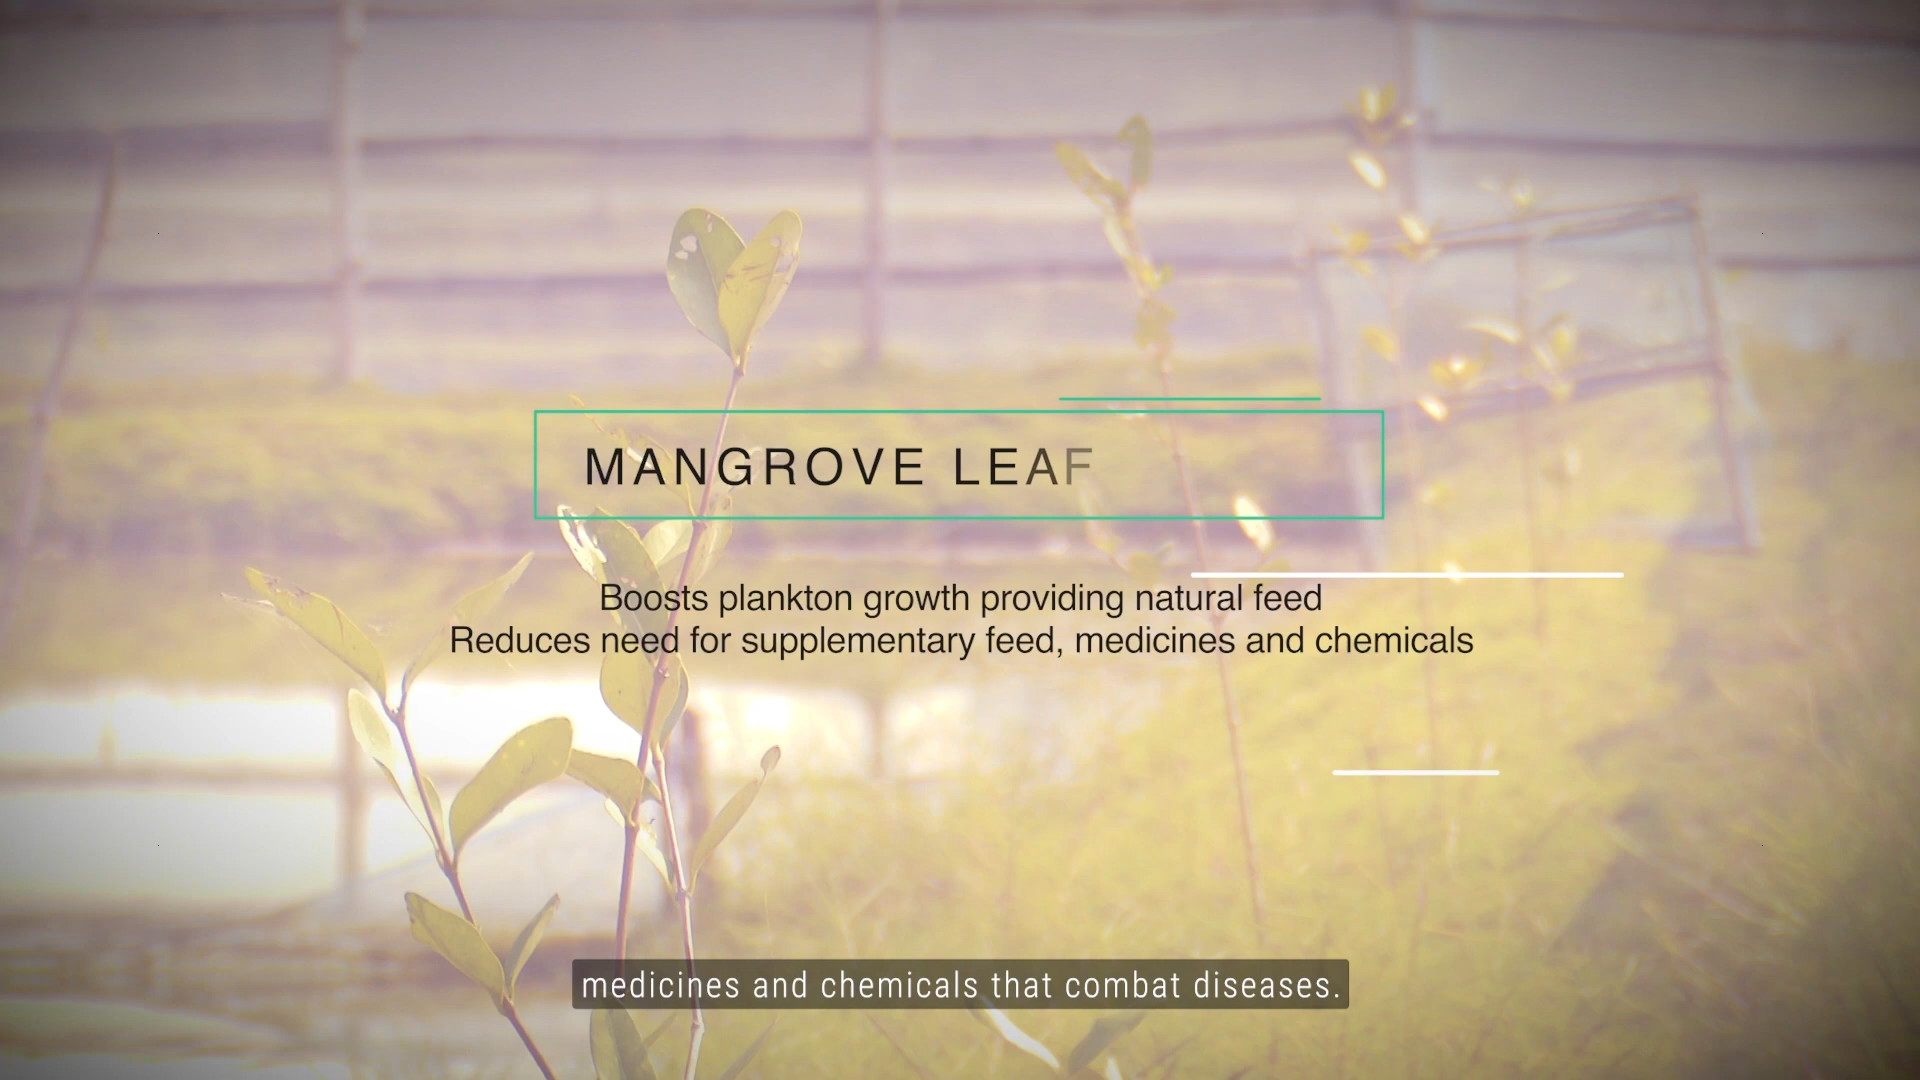 MANGROVE LEAF
Boosts plankton growth providing natural feed
Reduces need for supplementary feed, medicines and chemicals
medicines and chemicals that combat diseases.